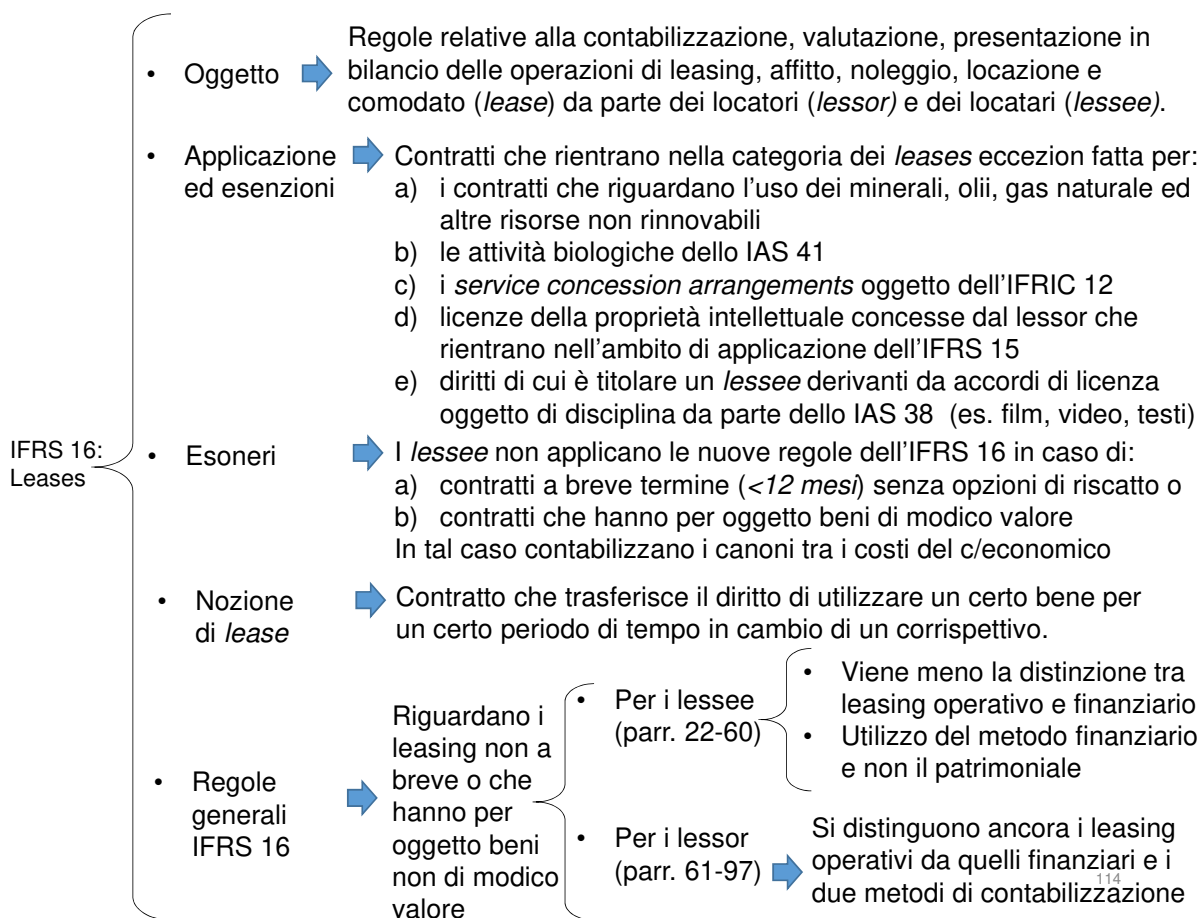 IFRS 16:
Leases
• Oggetto
Regole relative alla contabilizzazione, valutazione, presentazione in
bilancio delle operazioni di leasing, affitto, noleggio, locazione e
comodato (lease) da parte dei locatori (lessor) e dei locatari (lessee).
• Applicazione
ed esenzioni
Contratti che rientrano nella categoria dei leases eccezion fatta per:
a) i contratti che riguardano l'uso dei minerali, olii, gas naturale ed
altre risorse non rinnovabili
b) le attività biologiche dello IAS 41
c) i service concession arrangements oggetto dell'IFRIC 12
d) licenze della proprietà intellettuale concesse dal lessor che
rientrano nell'ambito di applicazione dell'IFRS 15
e) diritti di cui è titolare un lessee derivanti da accordi di licenza
oggetto di disciplina da parte dello IAS 38 (es. film, video, testi)
• Esoneri
I lessee non applicano le nuove regole dell'IFRS 16 in caso di:
a) contratti a breve termine (<12 mesi) senza opzioni di riscatto o
b) contratti che hanno per oggetto beni di modico valore
In tal caso contabilizzano i canoni tra i costi del c/economico
• Nozione
di lease
Contratto che trasferisce il diritto di utilizzare un certo bene per
un certo periodo di tempo in cambio di un corrispettivo.
• Regole
generali
IFRS 16
Riguardano i
leasing non a
breve o che
hanno per
oggetto beni
non di modico
valore
• Per i lessee
(parr. 22-60)
• Viene meno la distinzione tra
leasing operativo e finanziario
• Utilizzo del metodo finanziario
e non il patrimoniale
• Per i lessor
(parr. 61-97)
Si distinguono ancora i leasing
operativi da quelli finanziari e i
due metodi di contabilizzazione
114